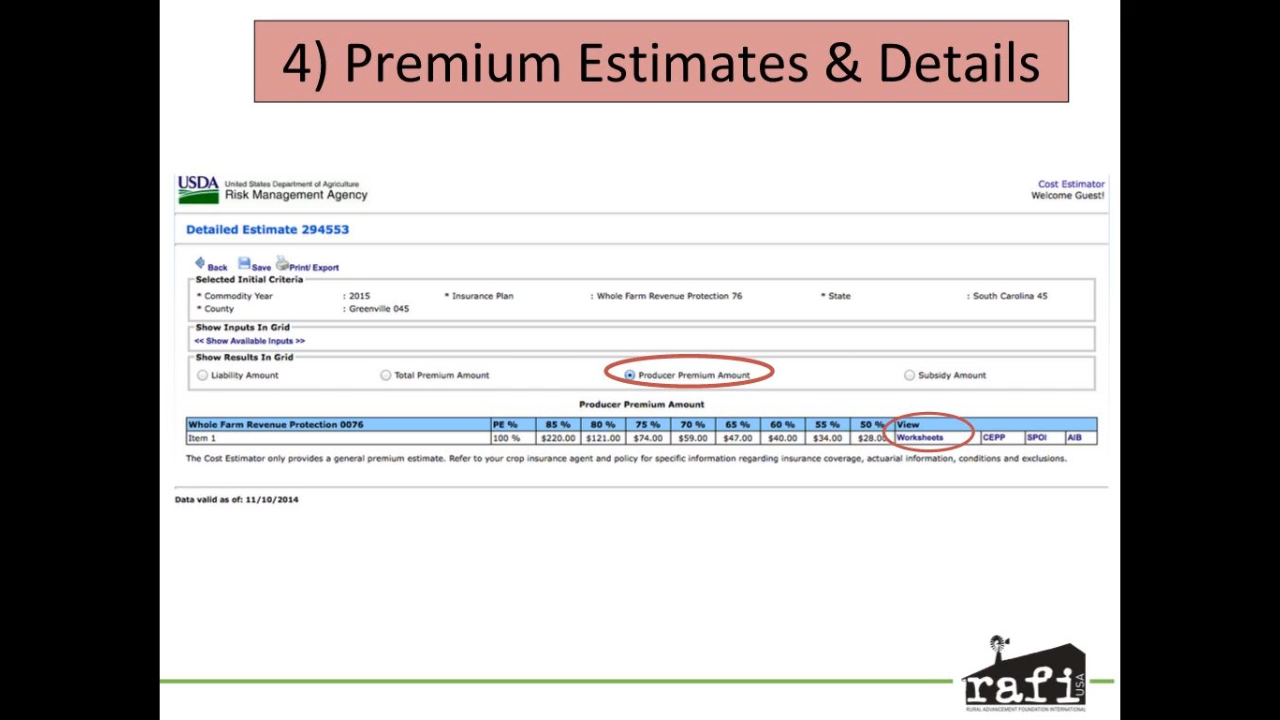 4) Premium Estimates & Details
USDA United States Department of Agriculture
Risk Management Agency
Cost Estimator
Welcome Guest!
Detailed Estimate 294553
Back Save Print/ Export
Selected Initial Criteria
* Commodity Year : 2015 * Insurance Plan : Whole Farm Revenue Protection 76 * State : South Carolina 45
* County : Greenville 045
Show Inputs In Grid
<< Show Available Inputs >>
Show Results In Grid
Liability Amount Total Premium Amount Producer Premium Amount Subsidy Amount
Producer Premium Amount
Whole Farm Revenue Protection 0076 PE % 85 % 80 % 75 % 70 % 65 % 60 % 55 % 50 % View
Item 1 100 % $220.00 $121.00 $74.00 $59.00 $47.00 $40.00 $34.00 $28.00 Worksheets CEPP SPOI AIB
The Cost Estimator only provides a general premium estimate. Refer to your crop insurance agent and policy for specific information regarding insurance coverage, actuarial information, conditions and exclusions.
Data valid as of: 11/10/2014
rafi USA
RURAL ADVANCEMENT FOUNDATION INTERNATIONAL